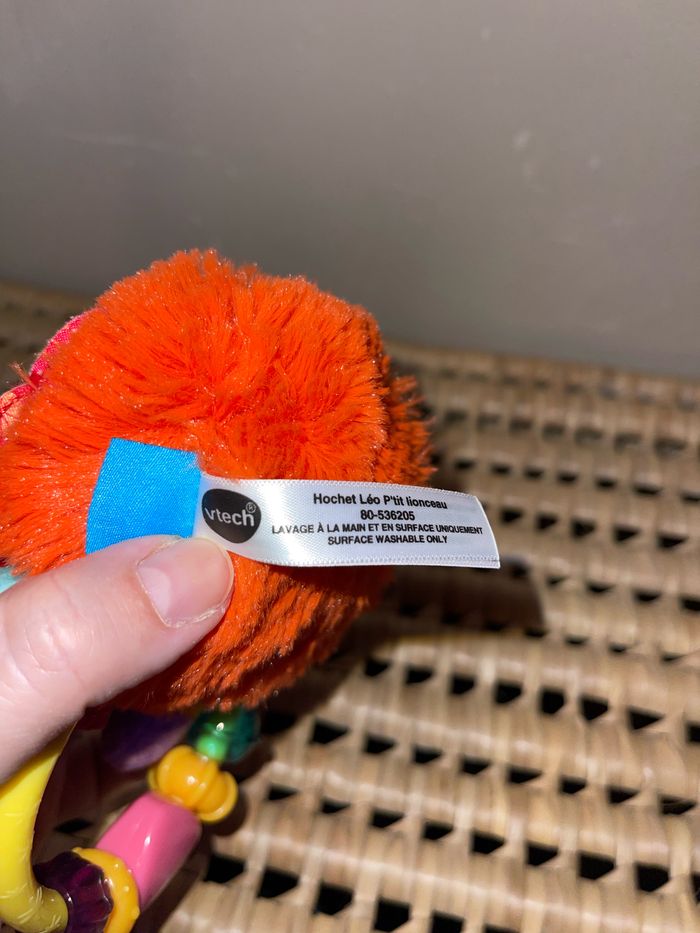 vtech®
Hochet Léo P'tit lionceau
80-536205
LAVAGE À LA MAIN ET EN SURFACE UNIQUEMENT
SURFACE WASHABLE ONLY